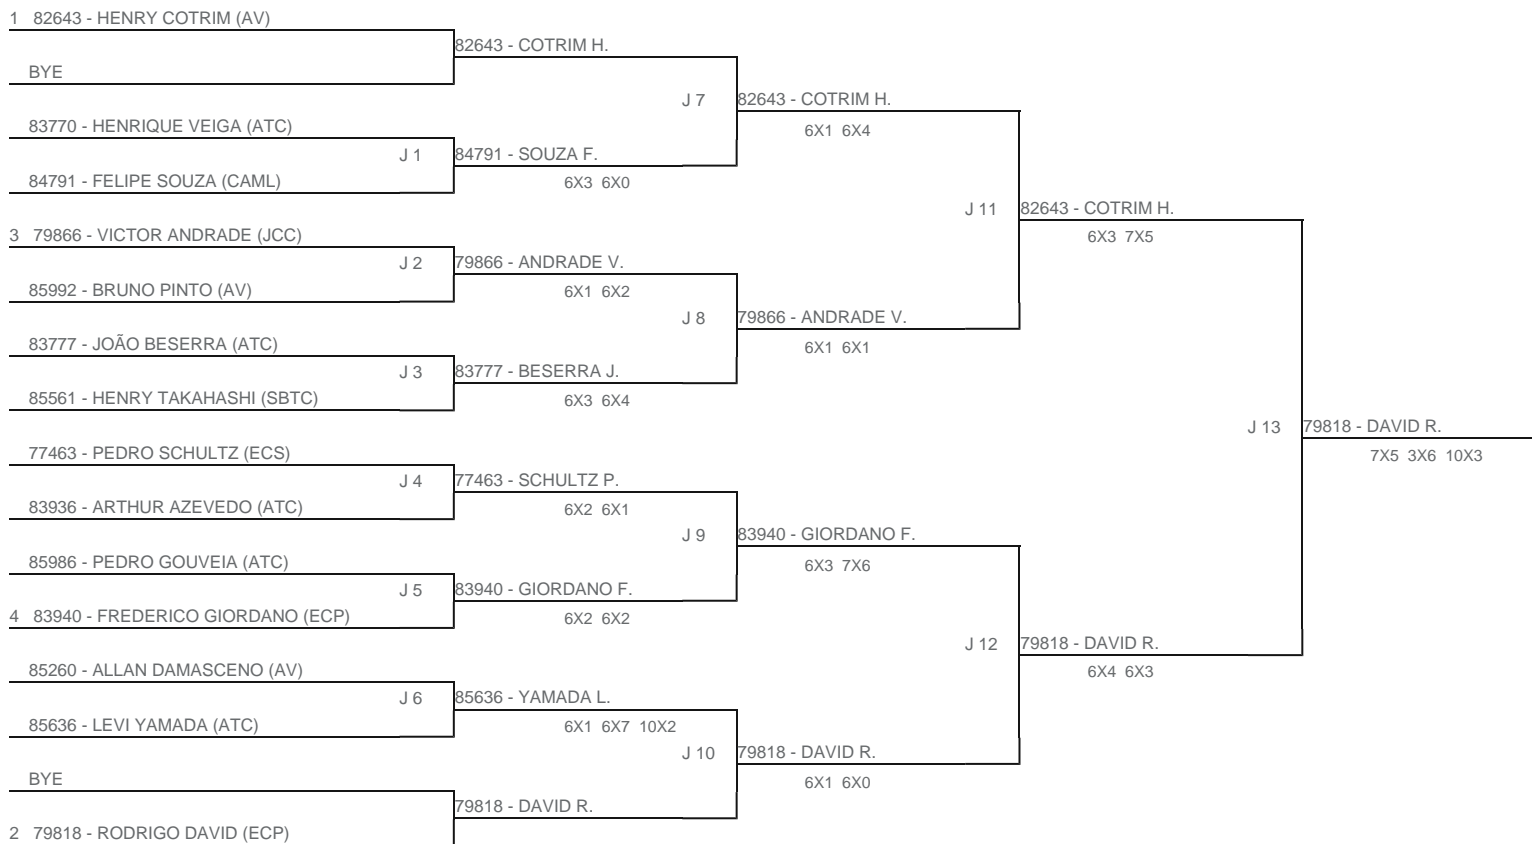 1 82643 - HENRY COTRIM (AV)
82643 - COTRIM H.
BYE
J 7 82643 - COTRIM H.
6X1 6X4
83770 - HENRIQUE VEIGA (ATC)
J 1 84791 - SOUZA F.
84791 - FELIPE SOUZA (CAML)
6X3 6X0
J 11 82643 - COTRIM H.
6X3 7X5
3 79866 - VICTOR ANDRADE (JCC)
J 2 79866 - ANDRADE V.
85992 - BRUNO PINTO (AV)
6X1 6X2
J 8 79866 - ANDRADE V.
6X1 6X1
83777 - JOÃO BESERRA (ATC)
J 3 83777 - BESERRA J.
85561 - HENRY TAKAHASHI (SBTC)
6X3 6X4
J 13 79818 - DAVID R.
7X5 3X6 10X3
77463 - PEDRO SCHULTZ (ECS)
J 4 77463 - SCHULTZ P.
83936 - ARTHUR AZEVEDO (ATC)
6X2 6X1
J 9 83940 - GIORDANO F.
6X3 7X6
85986 - PEDRO GOUVEIA (ATC)
J 5 83940 - GIORDANO F.
4 83940 - FREDERICO GIORDANO (ECP)
6X2 6X2
J 12 79818 - DAVID R.
6X4 6X3
85260 - ALLAN DAMASCENO (AV)
J 6 85636 - YAMADA L.
85636 - LEVI YAMADA (ATC)
6X1 6X7 10X2
J 10 79818 - DAVID R.
6X1 6X0
BYE
79818 - DAVID R.
2 79818 - RODRIGO DAVID (ECP)